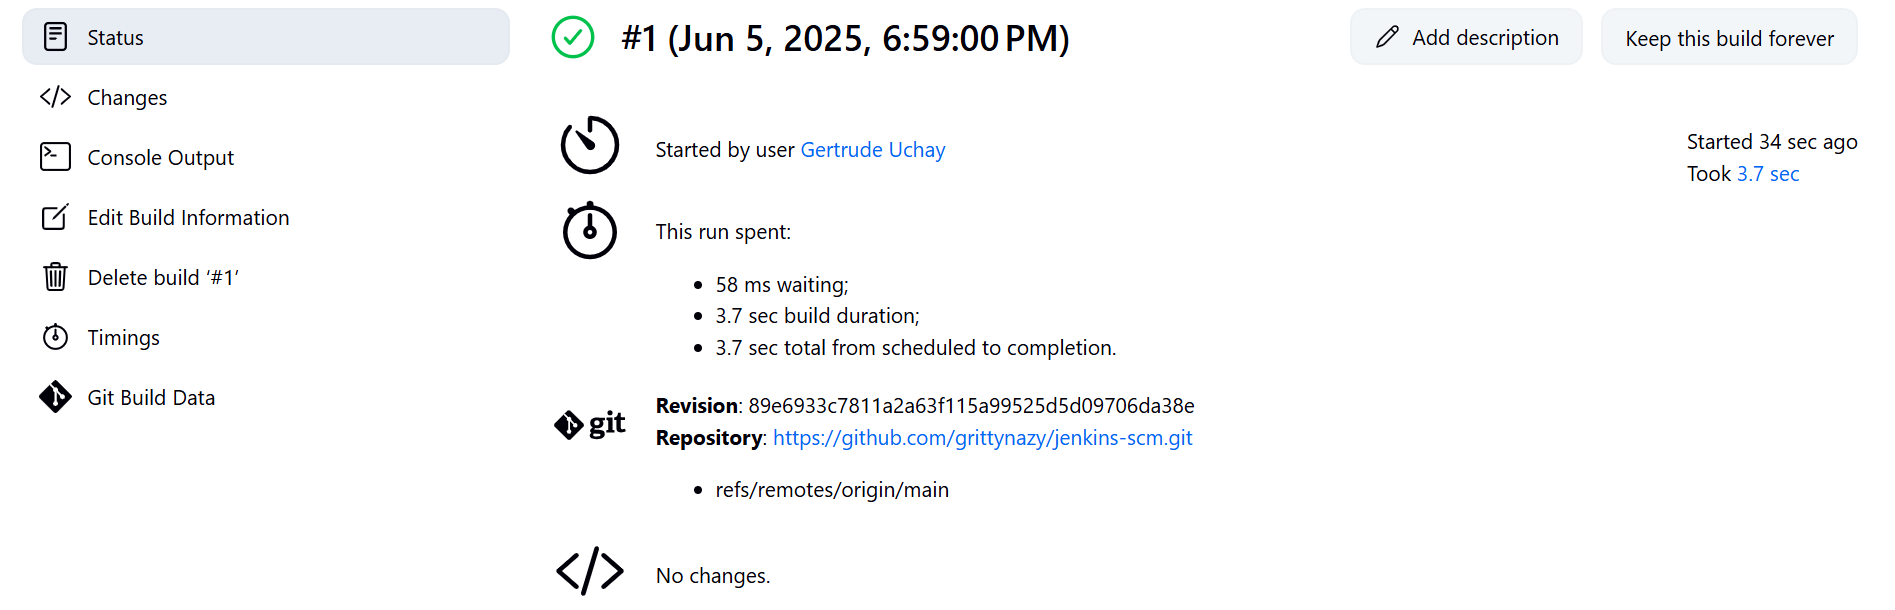 Status
Changes
Console Output
Edit Build Information
Delete build ‘#1’
Timings
Git Build Data
#1 (Jun 5, 2025, 6:59:00 PM)
Add description
Keep this build forever
Started by user Gertrude Uchay
Started 34 sec ago
Took 3.7 sec
This run spent:
58 ms waiting;
3.7 sec build duration;
3.7 sec total from scheduled to completion.
git
Revision: 89e6933c7811a2a63f115a99525d5d09706da38e
Repository: https://github.com/grittynazy/jenkins-scm.git
refs/remotes/origin/main
No changes.